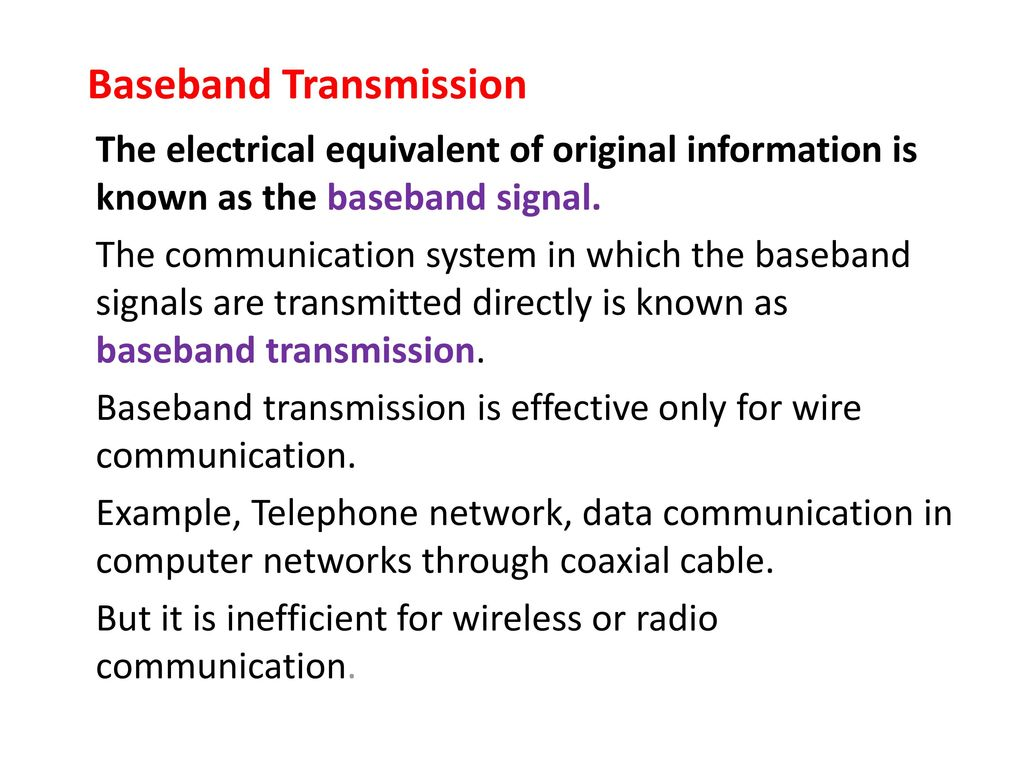 Baseband Transmission
The electrical equivalent of original information is
known as the baseband signal.
The communication system in which the baseband
signals are transmitted directly is known as
baseband transmission.
Baseband transmission is effective only for wire
communication.
Example, Telephone network, data communication in
computer networks through coaxial cable.
But it is inefficient for wireless or radio
communication.